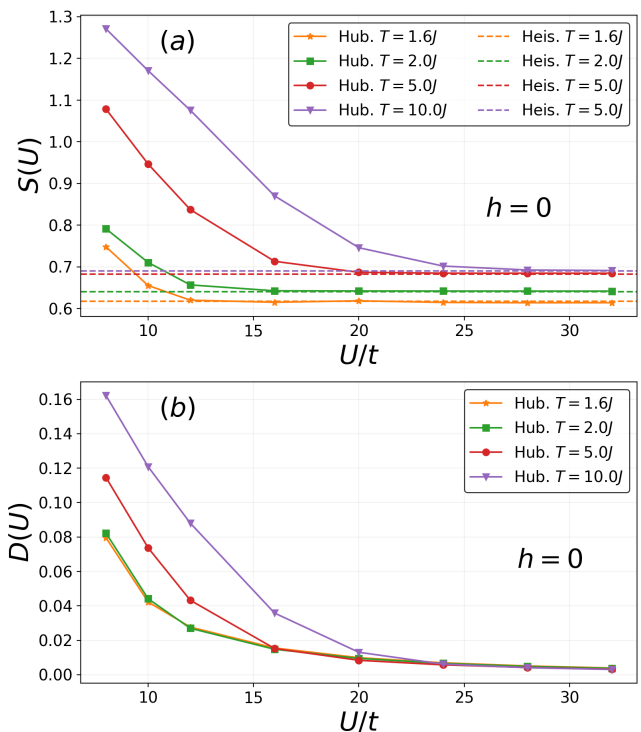 1.3
1.2
1.1
1.0
0.9
0.8
0.7
0.6
S(U)
(a)
Hub. T = 1.6J
Hub. T = 2.0J
Hub. T = 5.0J
Hub. T = 10.0J
Heis. T = 1.6J
Heis. T = 2.0J
Heis. T = 5.0J
Heis. T = 5.0J
h = 0
10 15 20 25 30
U/t
0.16
0.14
0.12
0.10
0.08
0.06
0.04
0.02
0.00
D(U)
(b)
Hub. T = 1.6J
Hub. T = 2.0J
Hub. T = 5.0J
Hub. T = 10.0J
h = 0
10 15 20 25 30
U/t